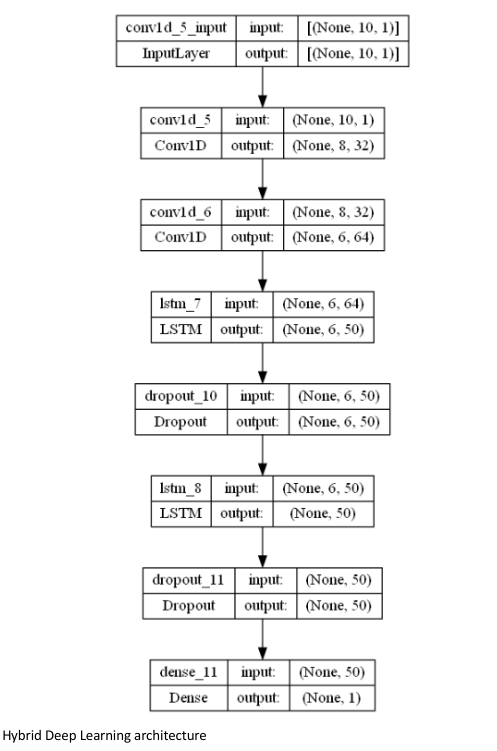 conv1d_5_input input: [(None, 10, 1)]
InputLayer output: [(None, 10, 1)]
conv1d_5 input: (None, 10, 1)
Conv1D output: (None, 8, 32)
conv1d_6 input: (None, 8, 32)
Conv1D output: (None, 6, 64)
lstm_7 input: (None, 6, 64)
LSTM output: (None, 6, 50)
dropout_10 input: (None, 6, 50)
Dropout output: (None, 6, 50)
lstm_8 input: (None, 6, 50)
LSTM output: (None, 50)
dropout_11 input: (None, 50)
Dropout output: (None, 50)
dense_11 input: (None, 50)
Dense output: (None, 1)
Hybrid Deep Learning architecture